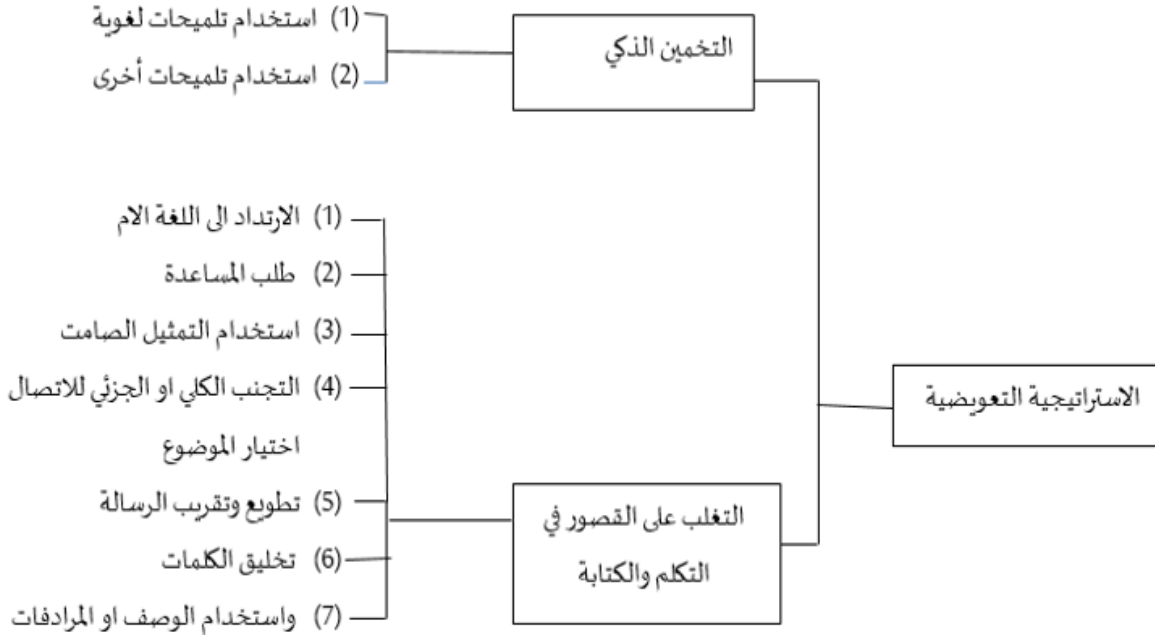 الاستراتيجية التعويضية
التخمين الذكي
(1) استخدام تلميحات لغوية
(2) استخدام تلميحات أخرى
التغلب على القصور في
التكلم والكتابة
(1) الارتداد الى اللغة الام
(2) طلب المساعدة
(3) استخدام التمثيل الصامت
(4) التجنب الكلي او الجزئي للاتصال
اختيار الموضوع
(5) تطويع وتقريب الرسالة
(6) تخليق الكلمات
(7) واستخدام الوصف او المرادفات